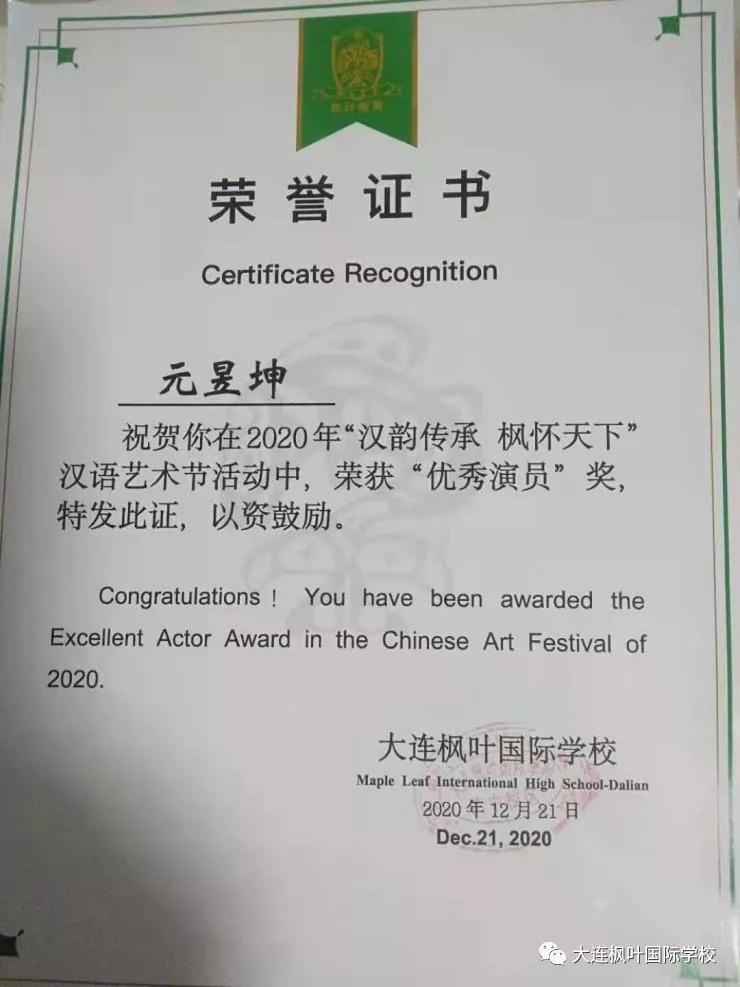 枫叶教育
荣誉证书
Certificate Recognition
元昱坤
祝贺你在2020年“汉韵传承 枫怀天下”
汉语艺术节活动中，荣获“优秀演员”奖，
特发此证，以资鼓励。
Congratulations！ You have been awarded the
Excellent Actor Award in the Chinese Art Festival of
2020.
大连枫叶国际学校
Maple Leaf International High School-Dalian
2020年12月21日
Dec.21, 2020
大连枫叶国际学校